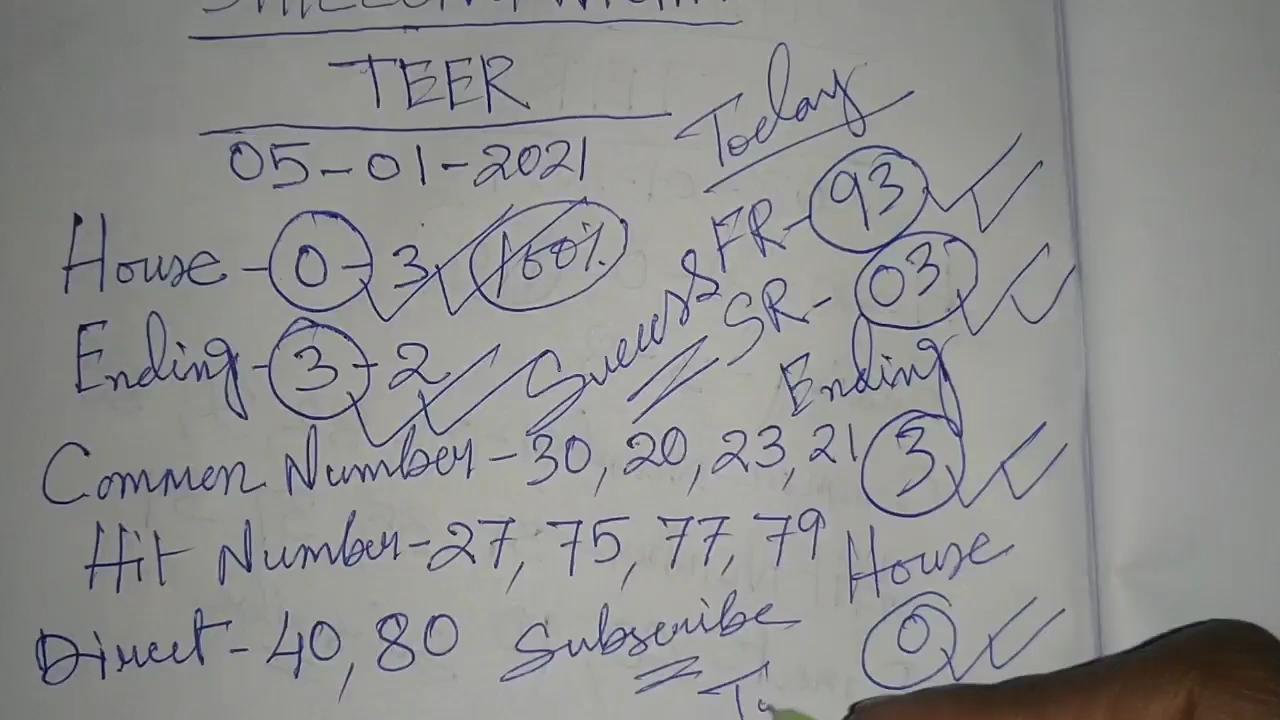 TEER
05-01-2021
Today
House - 0 - 3 100%
FR - 93
Ending - 3 - 2
Success
SR - 03
Ending
Common Number - 30, 20, 23, 21
3
Hit Number - 27, 75, 77, 79
House
Direct - 40, 80
Subscribe
0